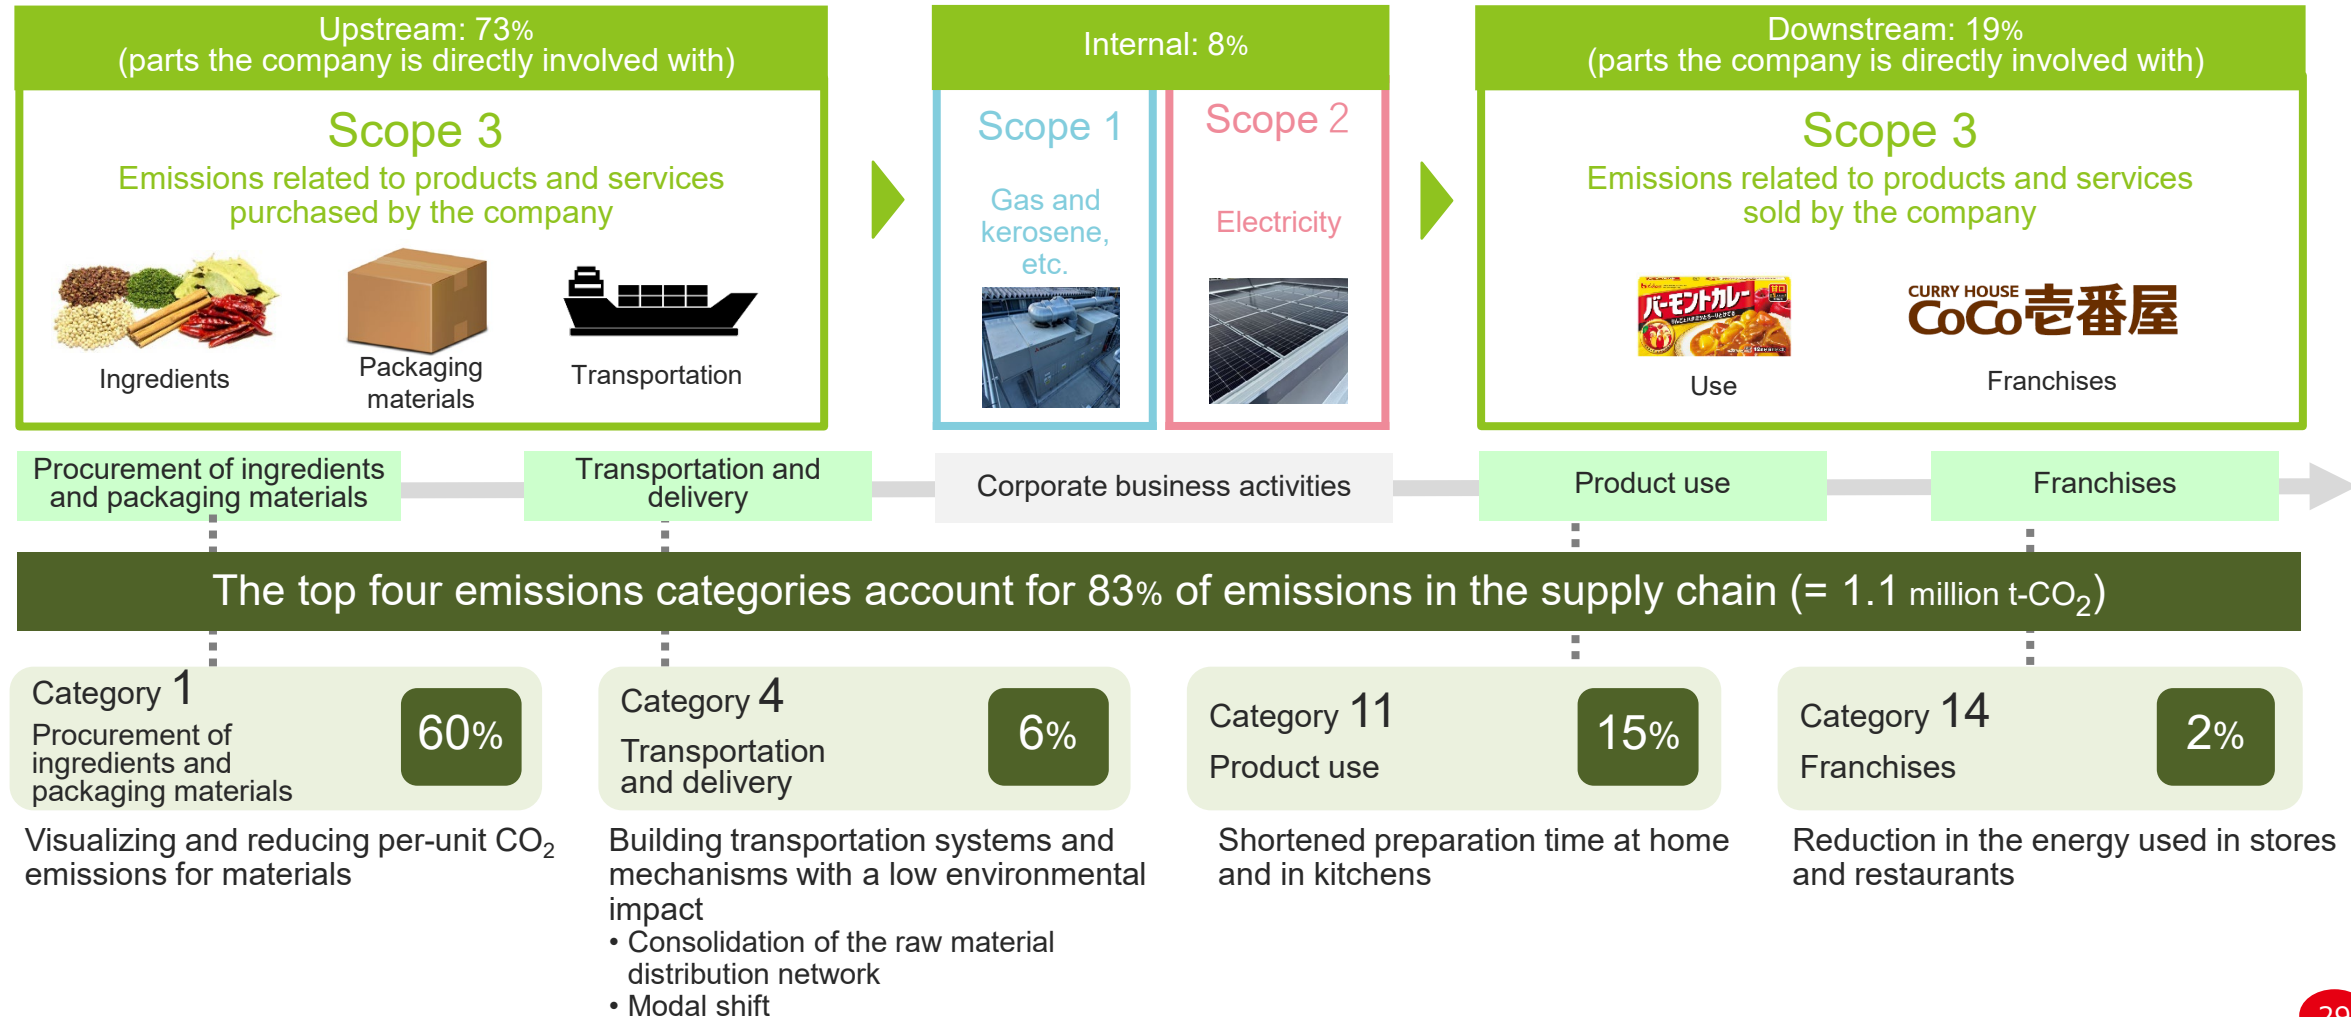 Upstream: 73%
(parts the company is directly involved with)
Internal: 8%
Downstream: 19%
(parts the company is directly involved with)
Scope 3
Emissions related to products and services
purchased by the company
Ingredients
Packaging
materials
Transportation
Scope 1
Gas and
kerosene,
etc.
Scope 2
Electricity
Scope 3
Emissions related to products and services
sold by the company
バーモントカレー
甘口
Use
CURRY HOUSE
CoCo壱番屋
Franchises
Procurement of ingredients
and packaging materials
Transportation and
delivery
Corporate business activities
Product use
Franchises
The top four emissions categories account for 83% of emissions in the supply chain (= 1.1 million t-CO₂)
Category 1
Procurement of
ingredients and
packaging materials
60%
Category 4
Transportation
and delivery
6%
Category 11
Product use
15%
Category 14
Franchises
2%
Visualizing and reducing per-unit CO₂
emissions for materials
Building transportation systems and
mechanisms with a low environmental
impact
• Consolidation of the raw material
distribution network
• Modal shift
Shortened preparation time at home
and in kitchens
Reduction in the energy used in stores
and restaurants
29